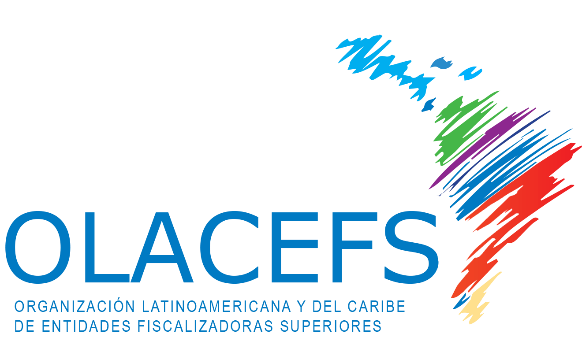 OLACEFS
ORGANIZACIÓN LATINOAMERICANA Y DEL CARIBE
DE ENTIDADES FISCALIZADORAS SUPERIORES